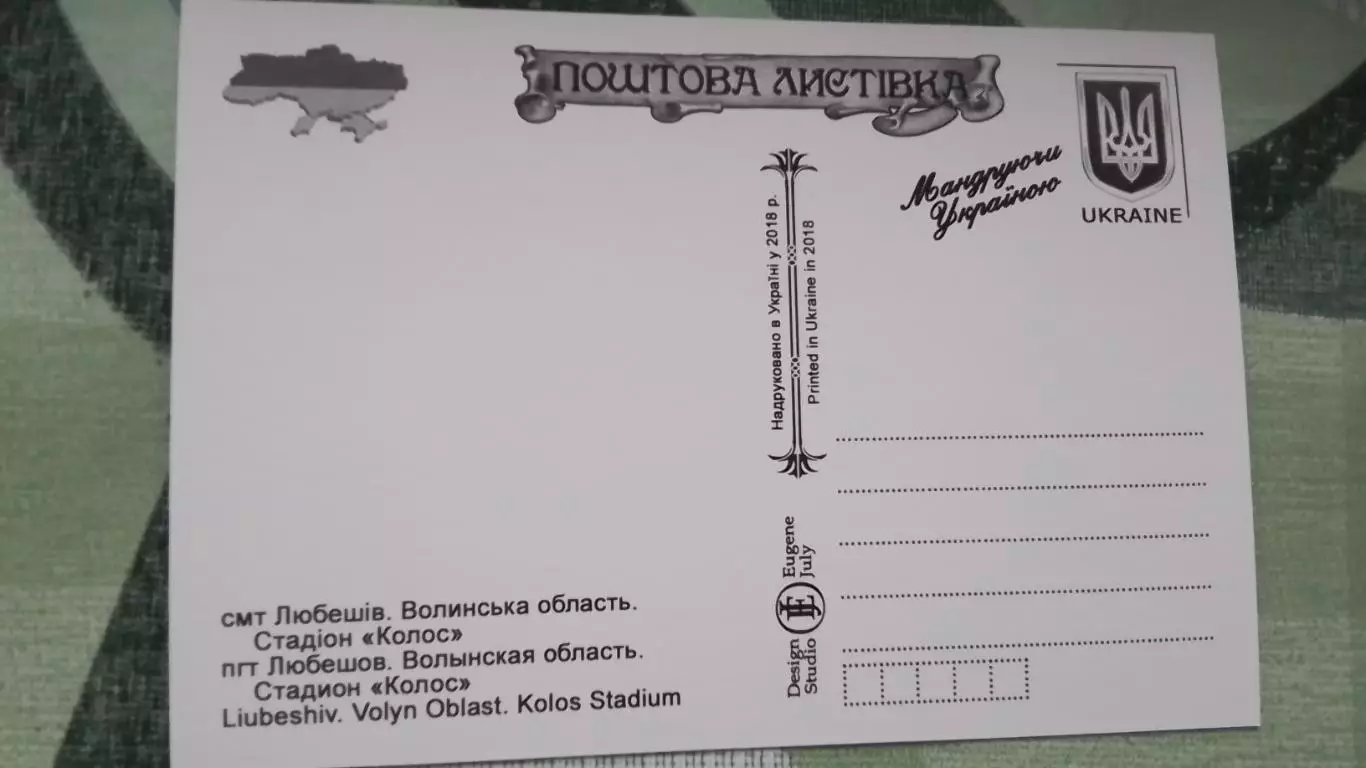 ПОШТОВА ЛИСТІВКА
Мандруючи
Україною
UKRAINE
Надруковано в Україні у 2018 р.
Printed in Ukraine in 2018
Design
Studio
Eugene
July
смт Любешів. Волинська область.
Стадіон «Колос»
пгт Любешов. Волынская область.
Стадион «Колос»
Liubeshiv. Volyn Oblast. Kolos Stadium